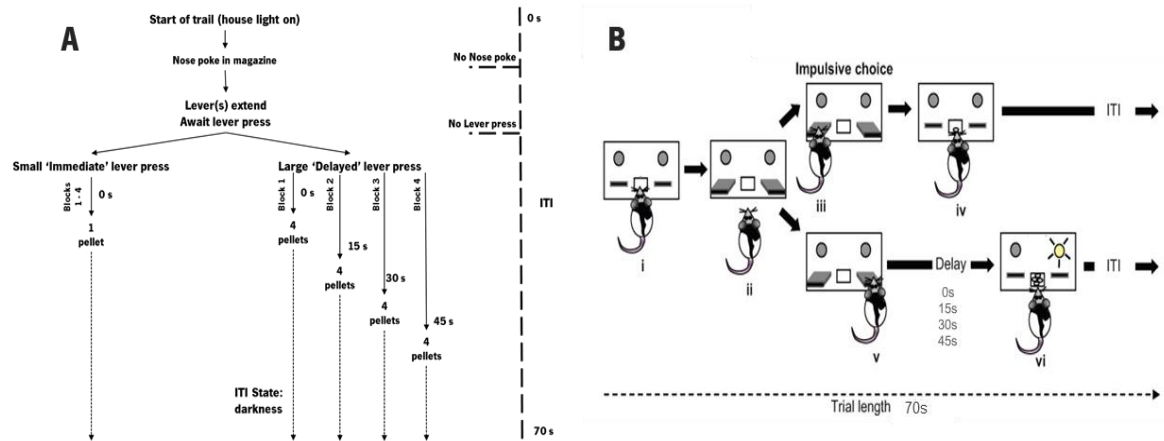 A
Start of trail (house light on)
Nose poke in magazine
Lever(s) extend
Await lever press
Small 'Immediate' lever press
Large 'Delayed' lever press
Blocks
1 - 4
0 s
1
pellet
Block 1
0 s
4
pellets
Block 2
15 s
4
pellets
Block 3
30 s
4
pellets
Block 4
45 s
4
pellets
ITI State:
darkness
0 s
No Nose poke
No Lever press
ITI
70 s
B
Impulsive choice
i
ii
iii
iv
ITI
v
Delay
0s
15s
30s
45s
vi
ITI
Trial length 70s